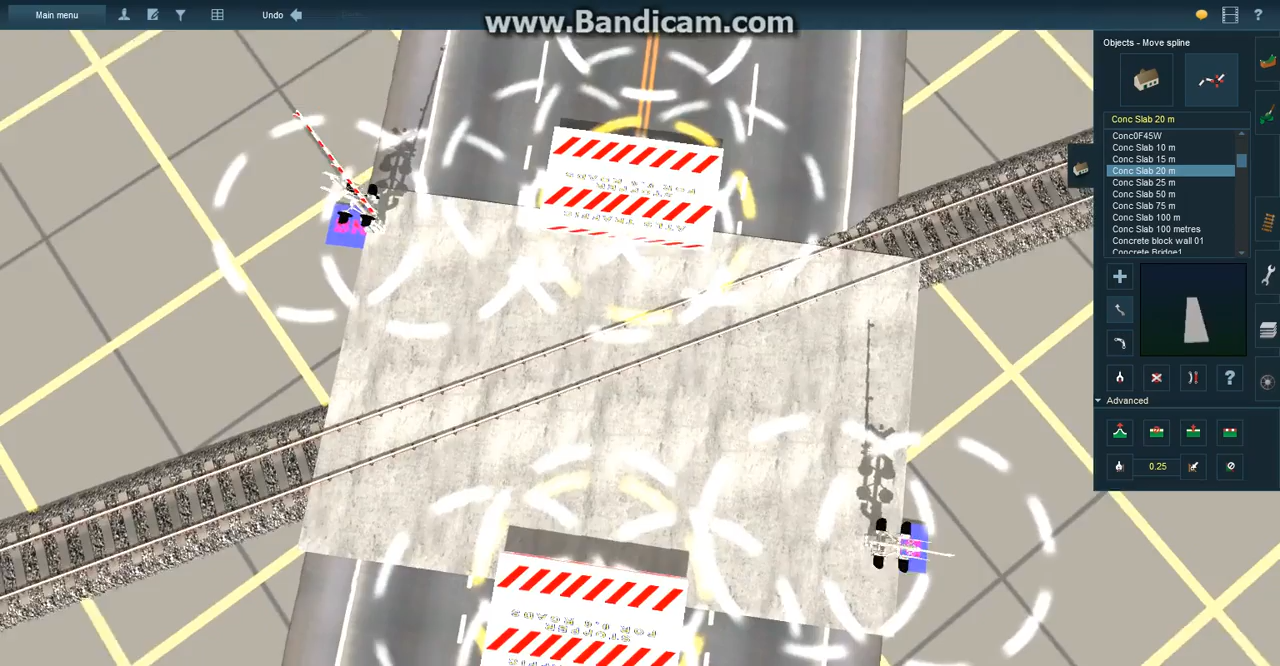 Main menu
Undo
www.Bandicam.com
Objects - Move spline
Conc Slab 20 m
Conc0F45W
Conc Slab 10 m
Conc Slab 15 m
Conc Slab 20 m
Conc Slab 25 m
Conc Slab 50 m
Conc Slab 75 m
Conc Slab 100 m
Conc Slab 100 metres
Concrete block wall 01
Concrete Bridge1
Advanced
0.25